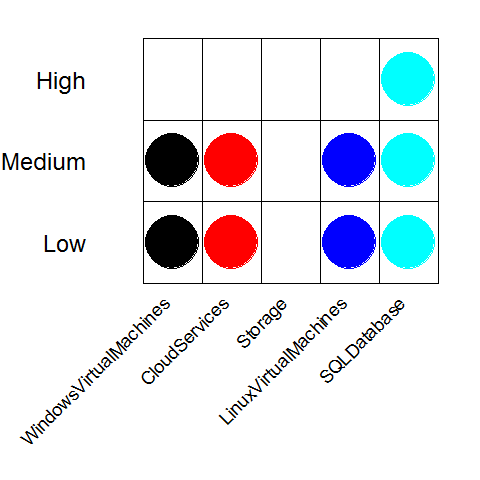 High
Medium
Low
WindowsVirtualMachines
CloudServices
Storage
LinuxVirtualMachines
SQLDatabase